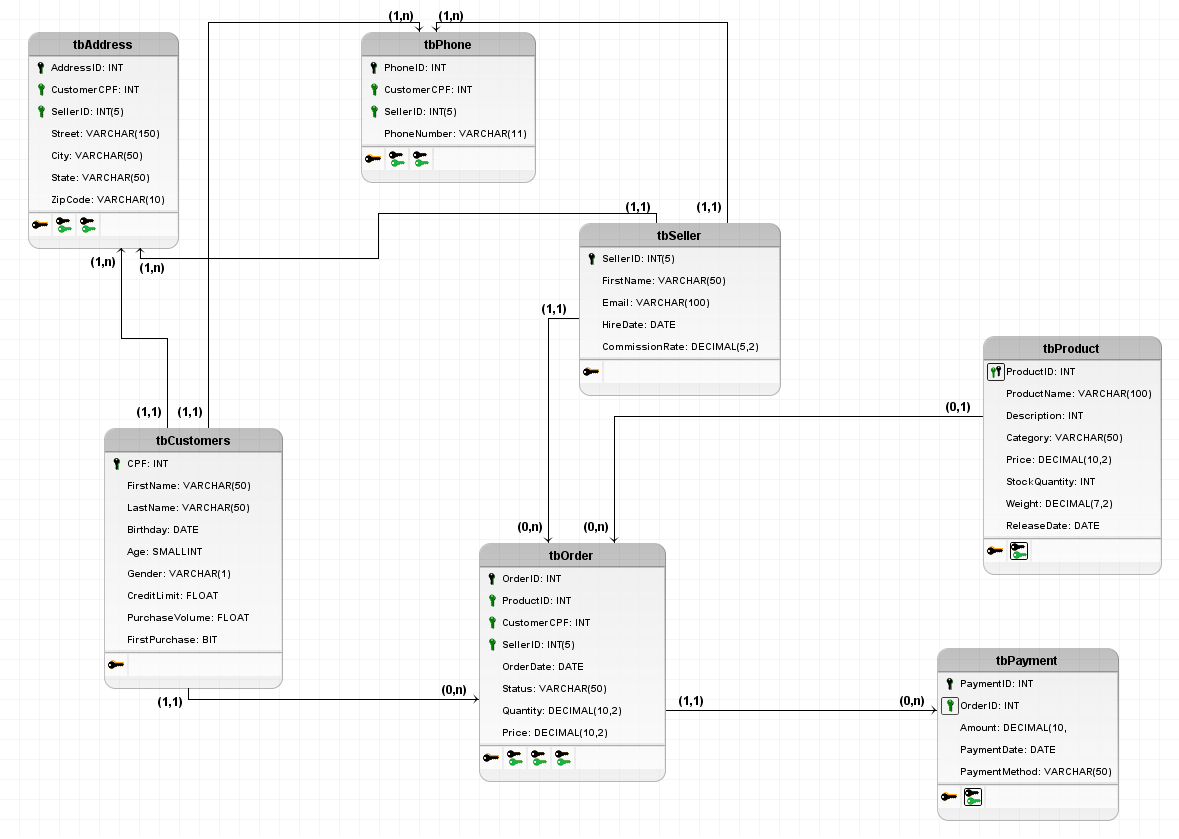 (1,n)
(1,n)
tbAddress
AddressID: INT
CustomerCPF: INT
SellerID: INT(5)
Street: VARCHAR(150)
City: VARCHAR(50)
State: VARCHAR(50)
ZipCode: VARCHAR(10)
tbPhone
PhoneID: INT
CustomerCPF: INT
SellerID: INT(5)
PhoneNumber: VARCHAR(11)
(1,1)
(1,1)
(1,n)
(1,n)
tbSeller
SellerID: INT(5)
FirstName: VARCHAR(50)
Email: VARCHAR(100)
HireDate: DATE
CommissionRate: DECIMAL(5,2)
(1,1)
tbProduct
ProductID: INT
ProductName: VARCHAR(100)
Description: INT
Category: VARCHAR(50)
Price: DECIMAL(10,2)
StockQuantity: INT
Weight: DECIMAL(7,2)
ReleaseDate: DATE
(0,1)
(1,1)
(1,1)
tbCustomers
CPF: INT
FirstName: VARCHAR(50)
LastName: VARCHAR(50)
Birthday: DATE
Age: SMALLINT
Gender: VARCHAR(1)
CreditLimit: FLOAT
PurchaseVolume: FLOAT
FirstPurchase: BIT
(0,n)
(0,n)
tbOrder
OrderID: INT
ProductID: INT
CustomerCPF: INT
SellerID: INT(5)
OrderDate: DATE
Status: VARCHAR(50)
Quantity: DECIMAL(10,2)
Price: DECIMAL(10,2)
(1,1)
(0,n)
(1,1)
(0,n)
tbPayment
PaymentID: INT
OrderID: INT
Amount: DECIMAL(10,
PaymentDate: DATE
PaymentMethod: VARCHAR(50)